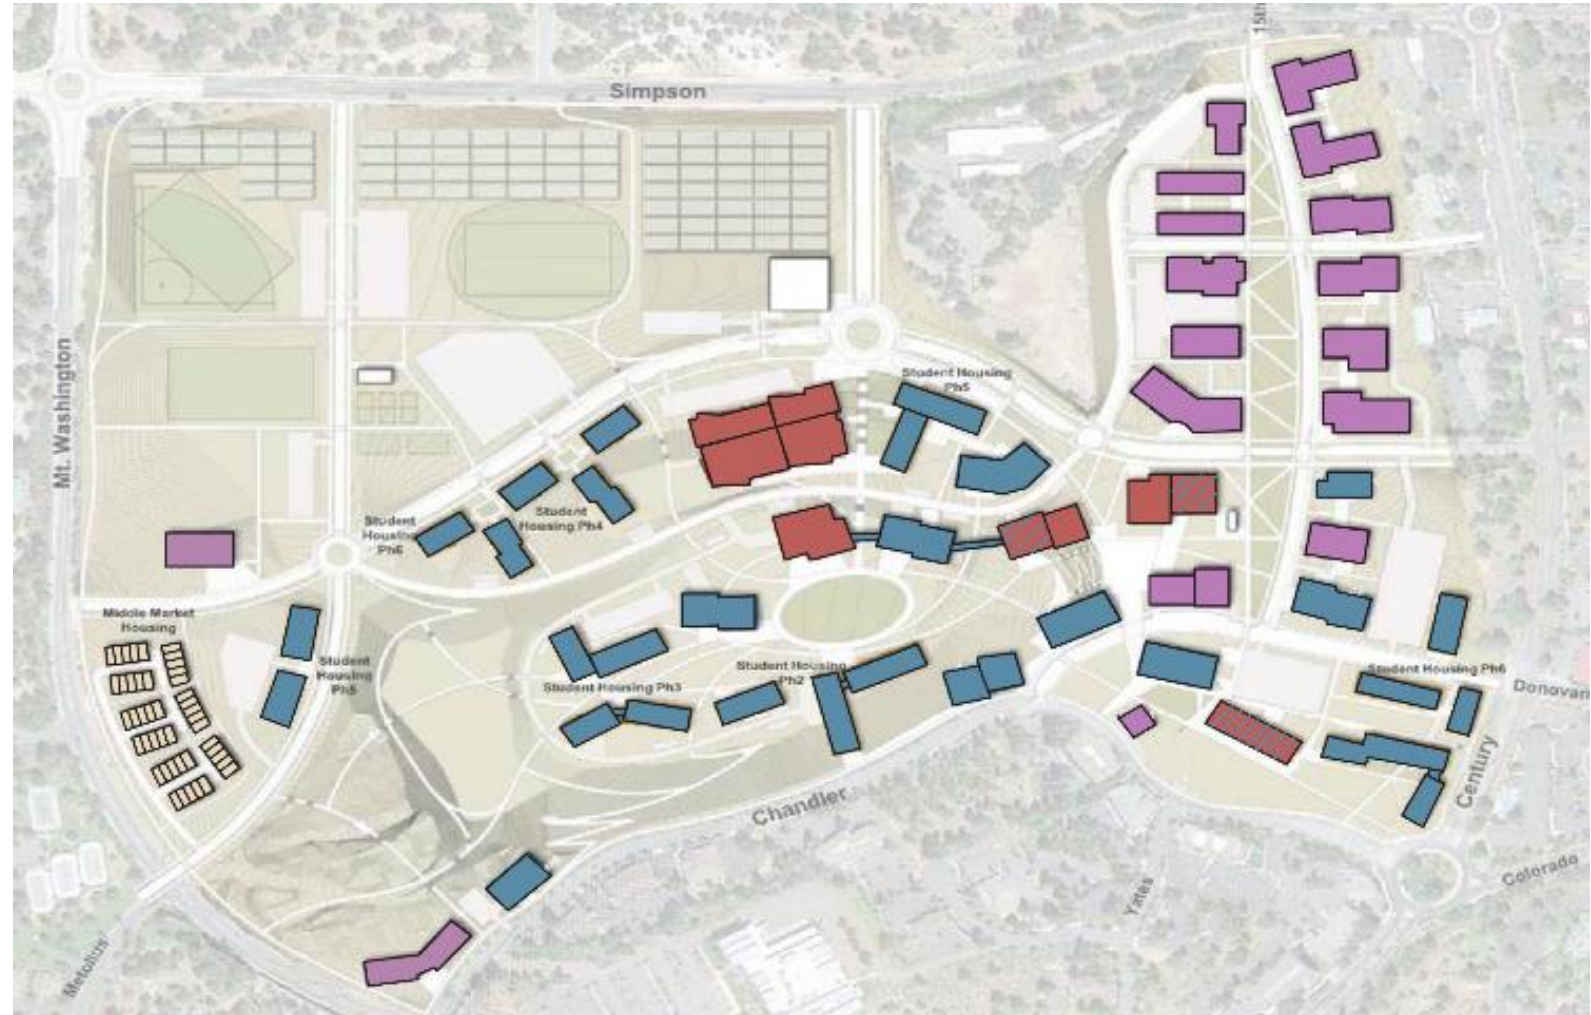 15th
Simpson
Mt. Washington
Student Housing
Ph5
Student
Housing Ph4
Student
Housing
Ph6
Middle Market
Housing
Student
Housing
Ph5
Student Housing Ph3
Student Housing
Ph2
Student Housing Ph6
Donovan
Century
Chandler
Colorado
Yates
Metolius